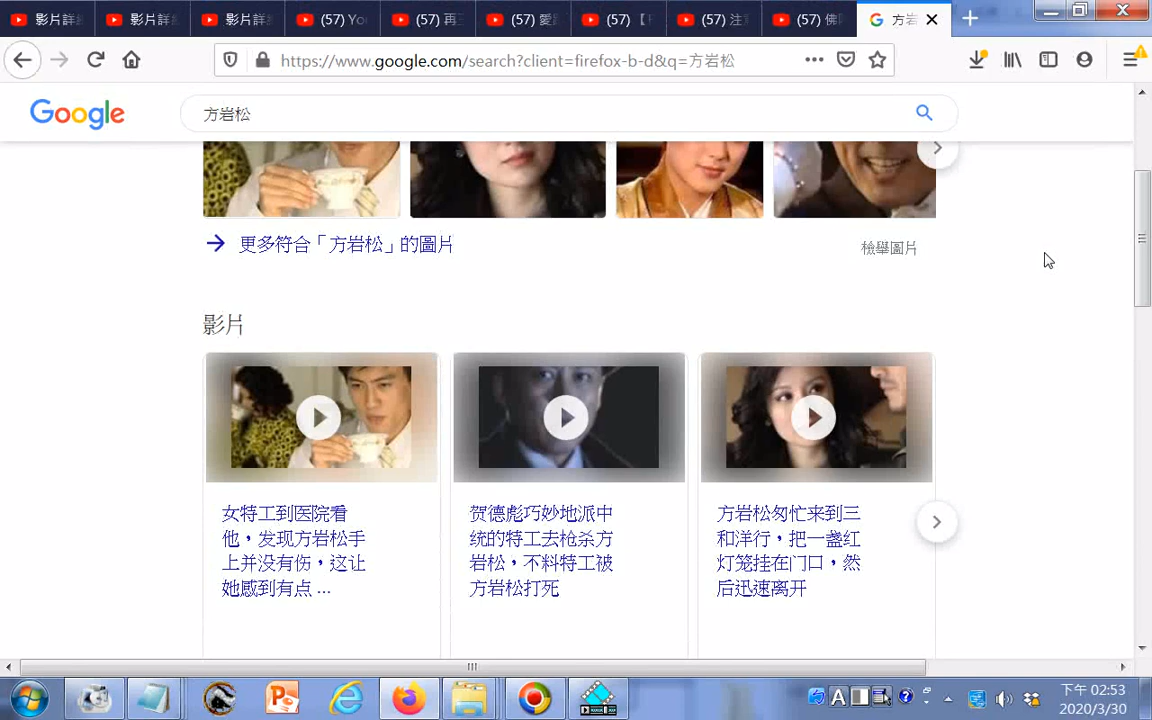 影片詳
影片詳
影片詳
(57) Yo
(57) 再
(57) 愛
(57) 【
(57) 注
(57) 佛
方岩
https://www.google.com/search?client=firefox-b-d&q=方岩松
Google
方岩松
更多符合「方岩松」的圖片
檢舉圖片
影片
女特工到医院看
他，发现方岩松手
上并没有伤，这让
她感到有点 ...
贺德彪巧妙地派中
统的特工去枪杀方
岩松，不料特工被
方岩松打死
方岩松匆忙来到三
和洋行，把一盏红
灯笼挂在门口，然
后迅速离开
A
下午 02:53
2020/3/30